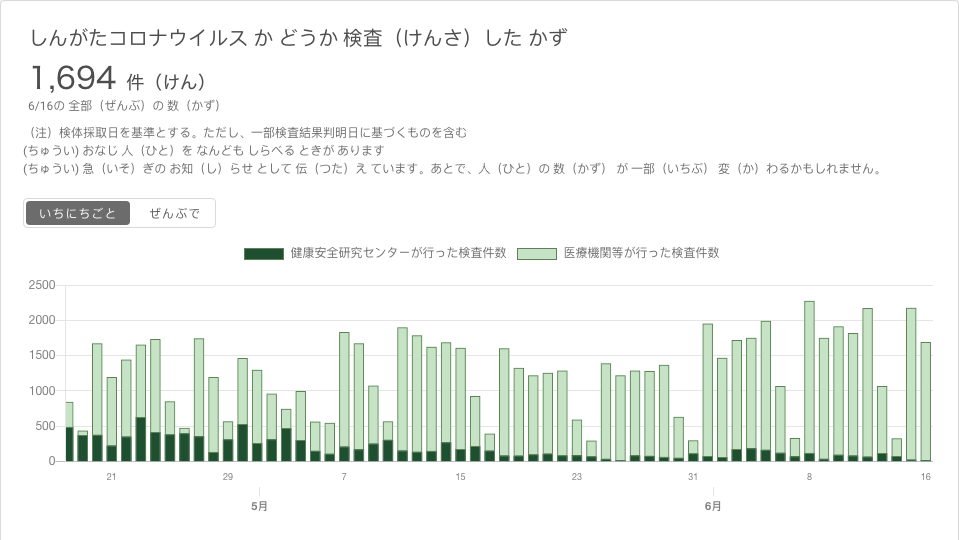 しんがたコロナウイルス か どうか 検査（けんさ）した かず
1,694 件（けん）
6/16の 全部（ぜんぶ）の 数（かず）
（注）検体採取日を基準とする。ただし、一部検査結果判明日に基づくものを含む
(ちゅうい) おなじ 人（ひと）を なんども しらべる ときが あります
(ちゅうい) 急（いそ）ぎの お知（し）らせ として 伝（つた）え ています。あとで、人（ひと）の 数（かず） が 一部（いちぶ） 変（か）わるかもしれません。
いちにちごと ぜんぶで
健康安全研究センターが行った検査件数 医療機関等が行った検査件数
2500
2000
1500
1000
500
0
21 29 7 15 23 31 8 16
5月 6月